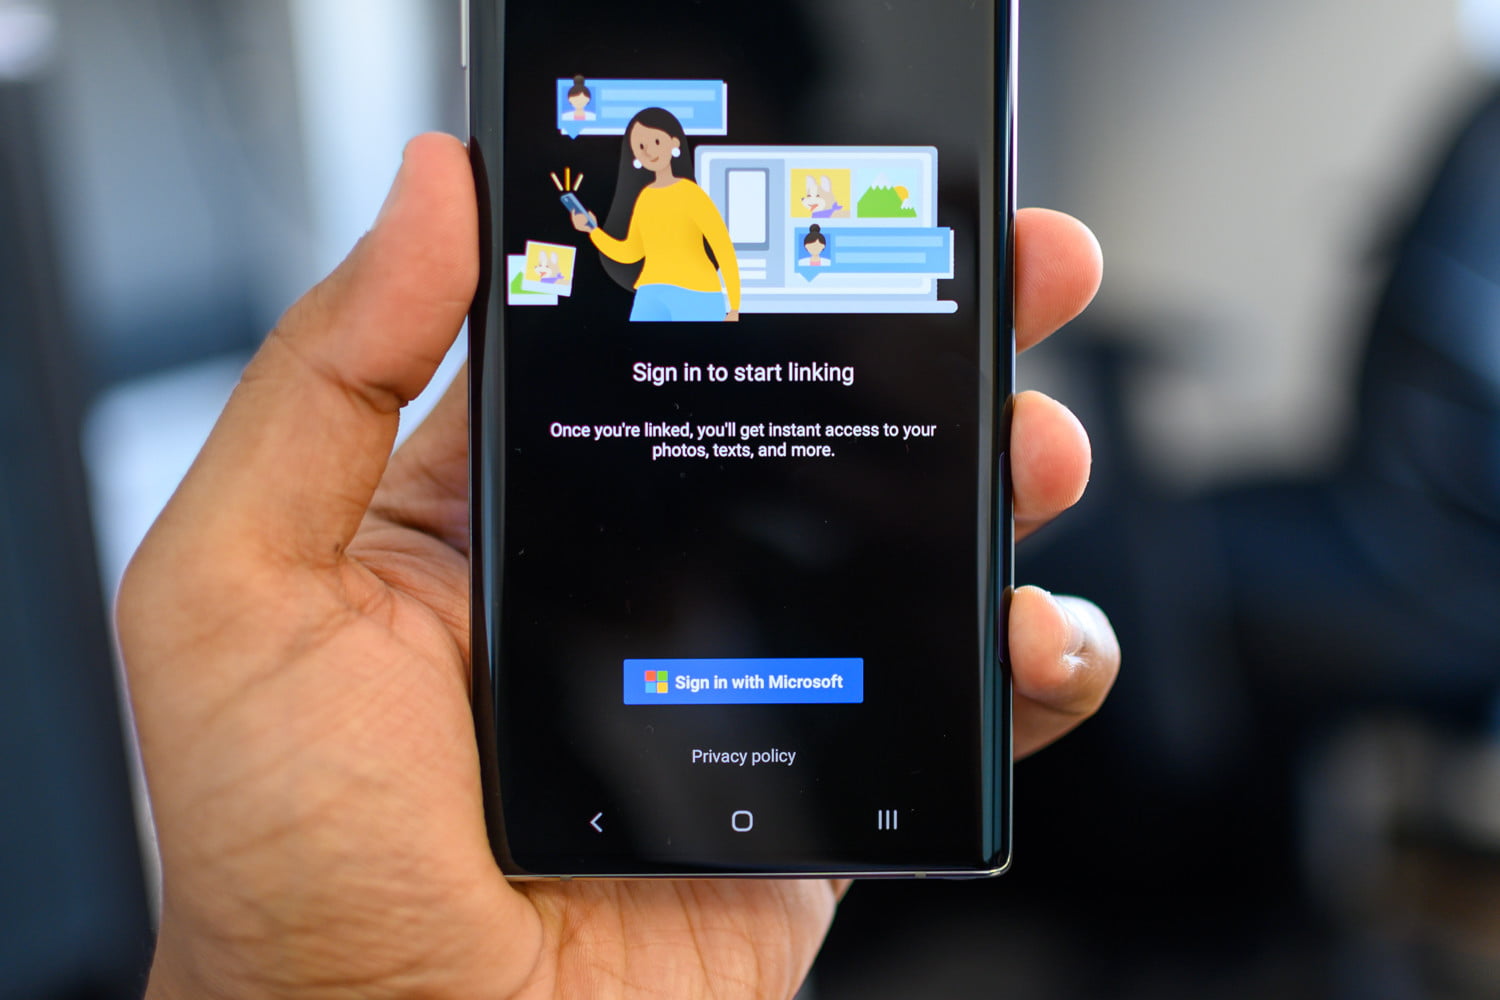 Sign in to start linking
Once you're linked, you'll get instant access to your
photos, texts, and more.
Sign in with Microsoft
Privacy policy